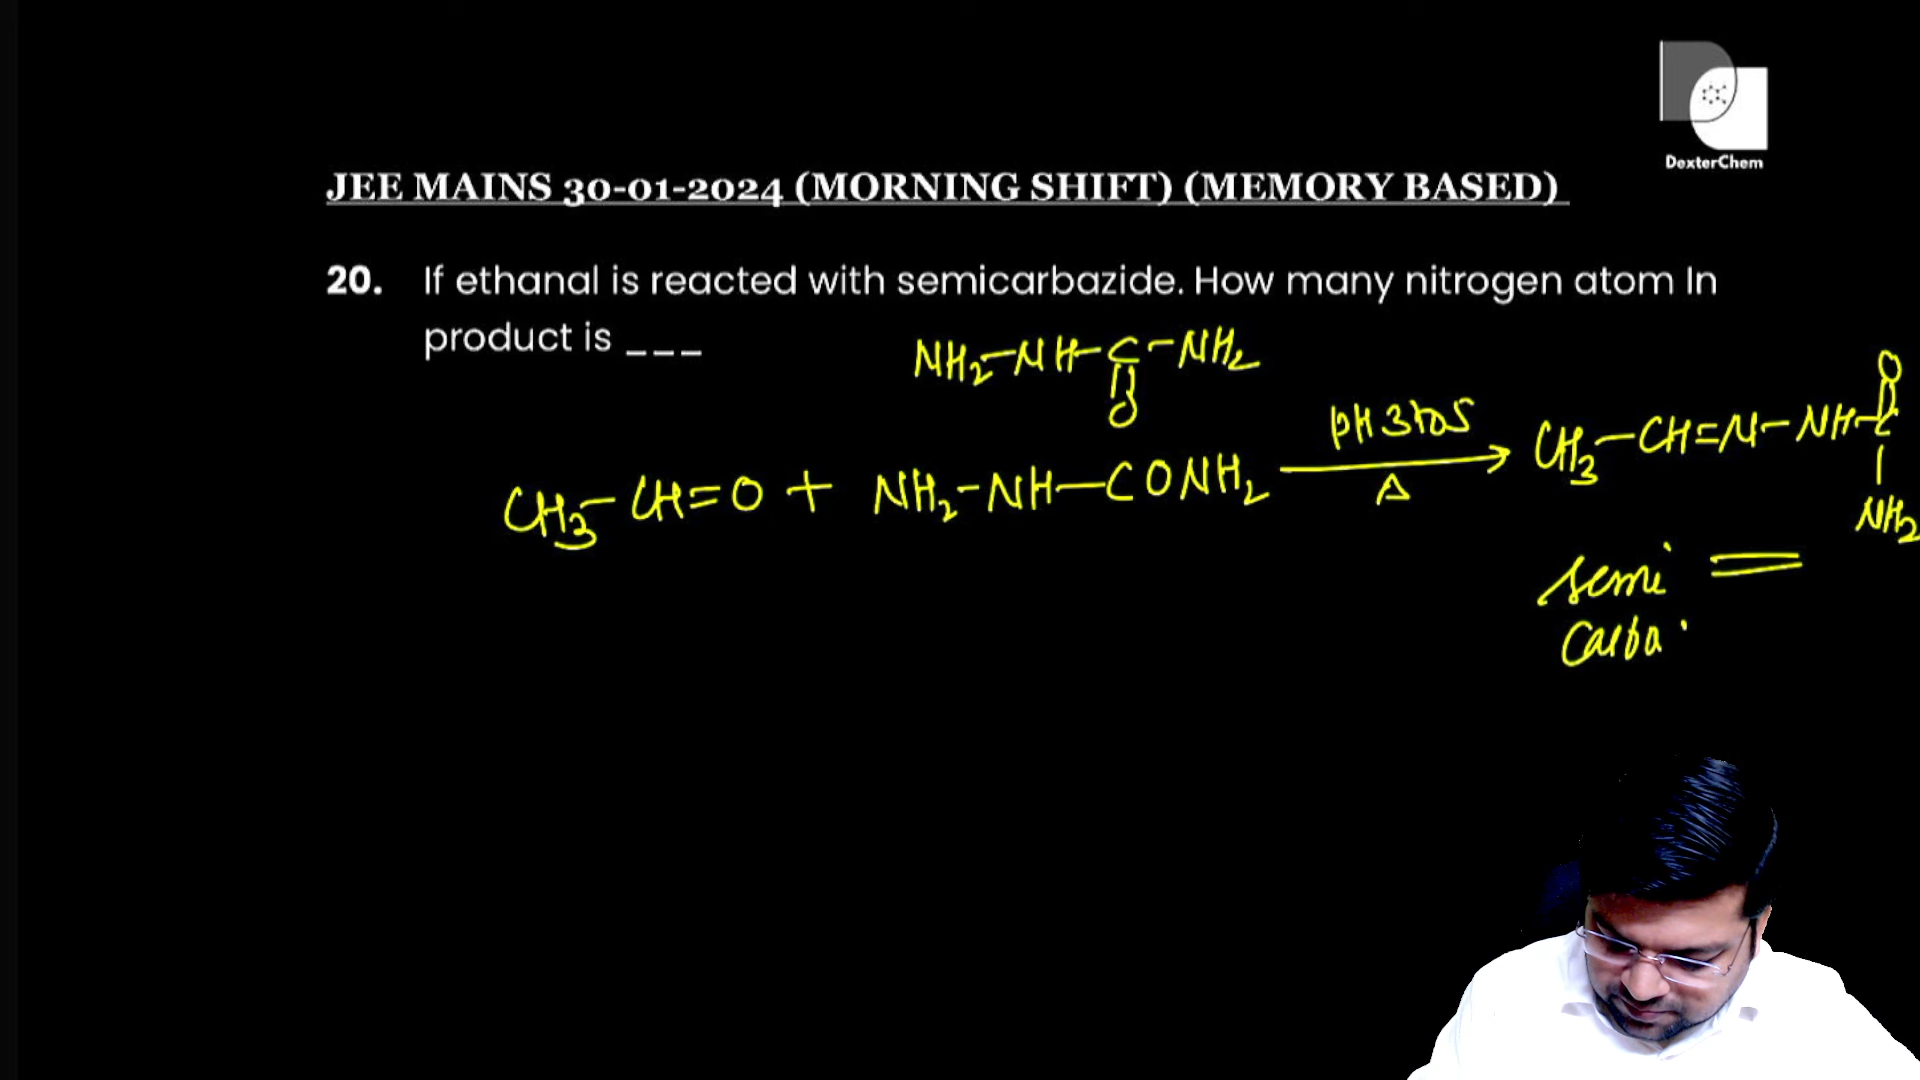 DexterChem
JEE MAINS 30-01-2024 (MORNING SHIFT) (MEMORY BASED)
20. If ethanal is reacted with semicarbazide. How many nitrogen atom In
product is ___
NH2-NH-C-NH2
O
CH3-CH=O + NH2-NH-CONH2
pH 3 to 5
Δ
O
CH3-CH=N-NH-C
NH2
Semi
Carba